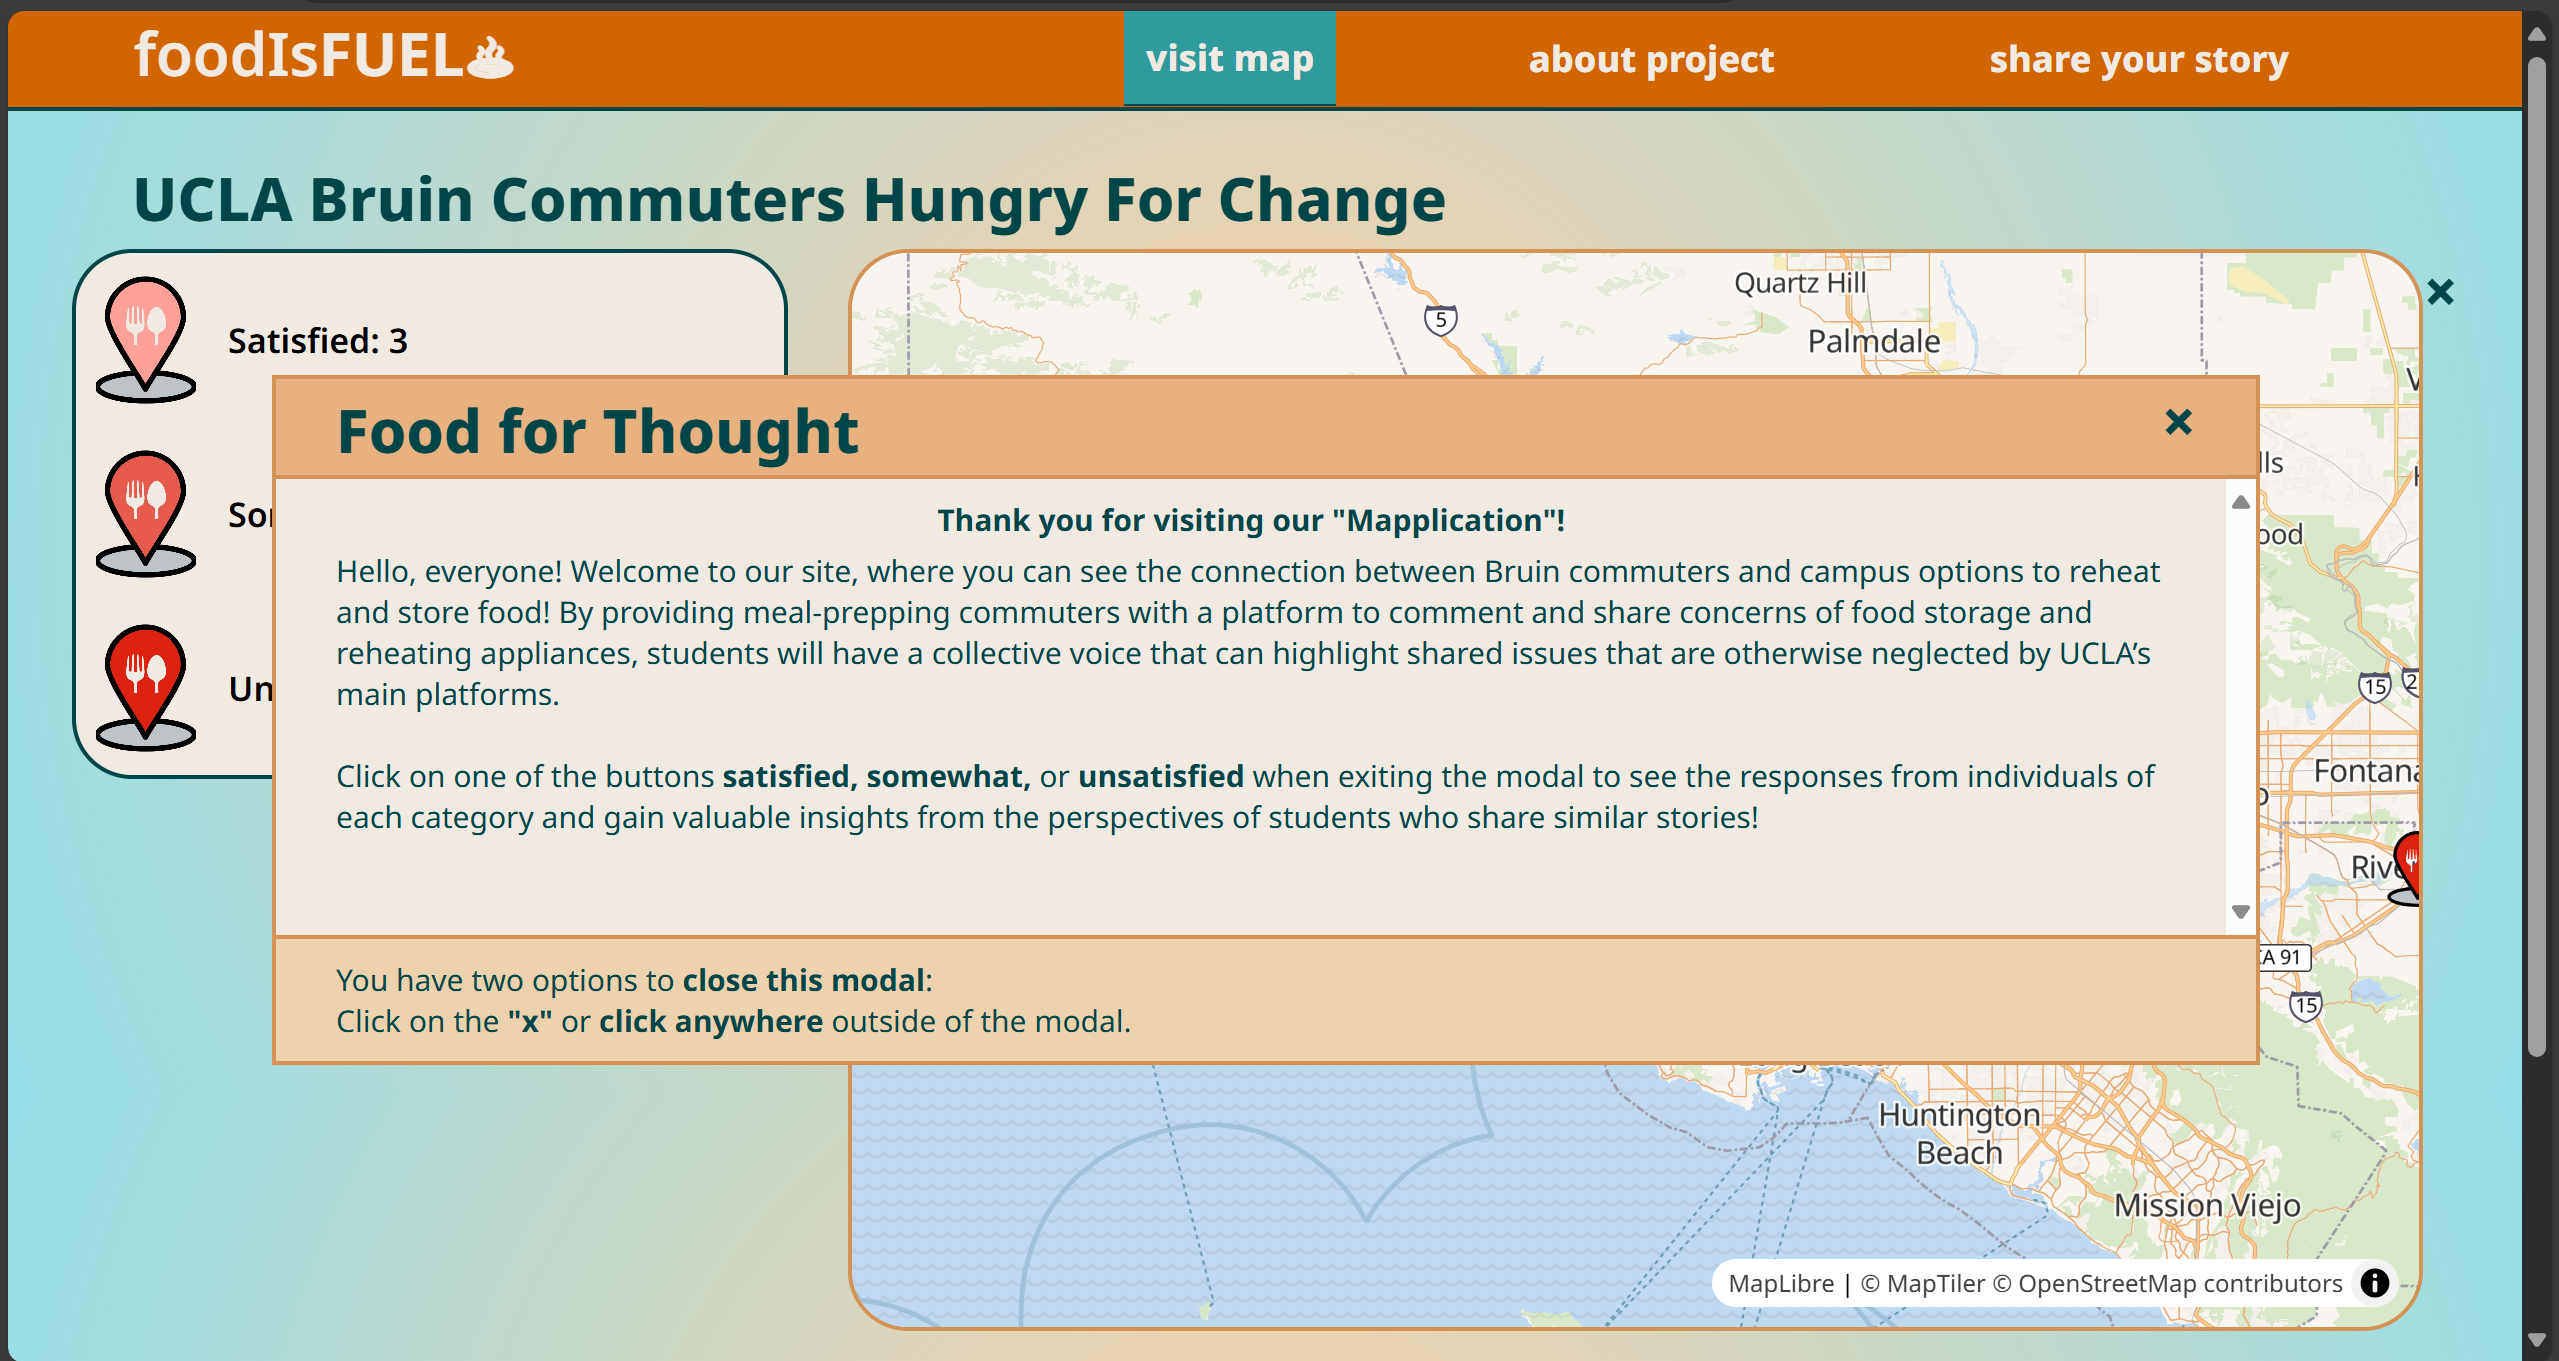 foodIsFUEL
visit map
about project
share your story
UCLA Bruin Commuters Hungry For Change
Satisfied: 3
Quartz Hill
5
Palmdale
Food for Thought
Thank you for visiting our "Mapplication"!
Hello, everyone! Welcome to our site, where you can see the connection between Bruin commuters and campus options to reheat
and store food! By providing meal-prepping commuters with a platform to comment and share concerns of food storage and
reheating appliances, students will have a collective voice that can highlight shared issues that are otherwise neglected by UCLA’s
main platforms.
Click on one of the buttons satisfied, somewhat, or unsatisfied when exiting the modal to see the responses from individuals of
each category and gain valuable insights from the perspectives of students who share similar stories!
You have two options to close this modal:
Click on the "x" or click anywhere outside of the modal.
15
Fontana
91
15
Huntington
Beach
Mission Viejo
MapLibre | © MapTiler © OpenStreetMap contributors